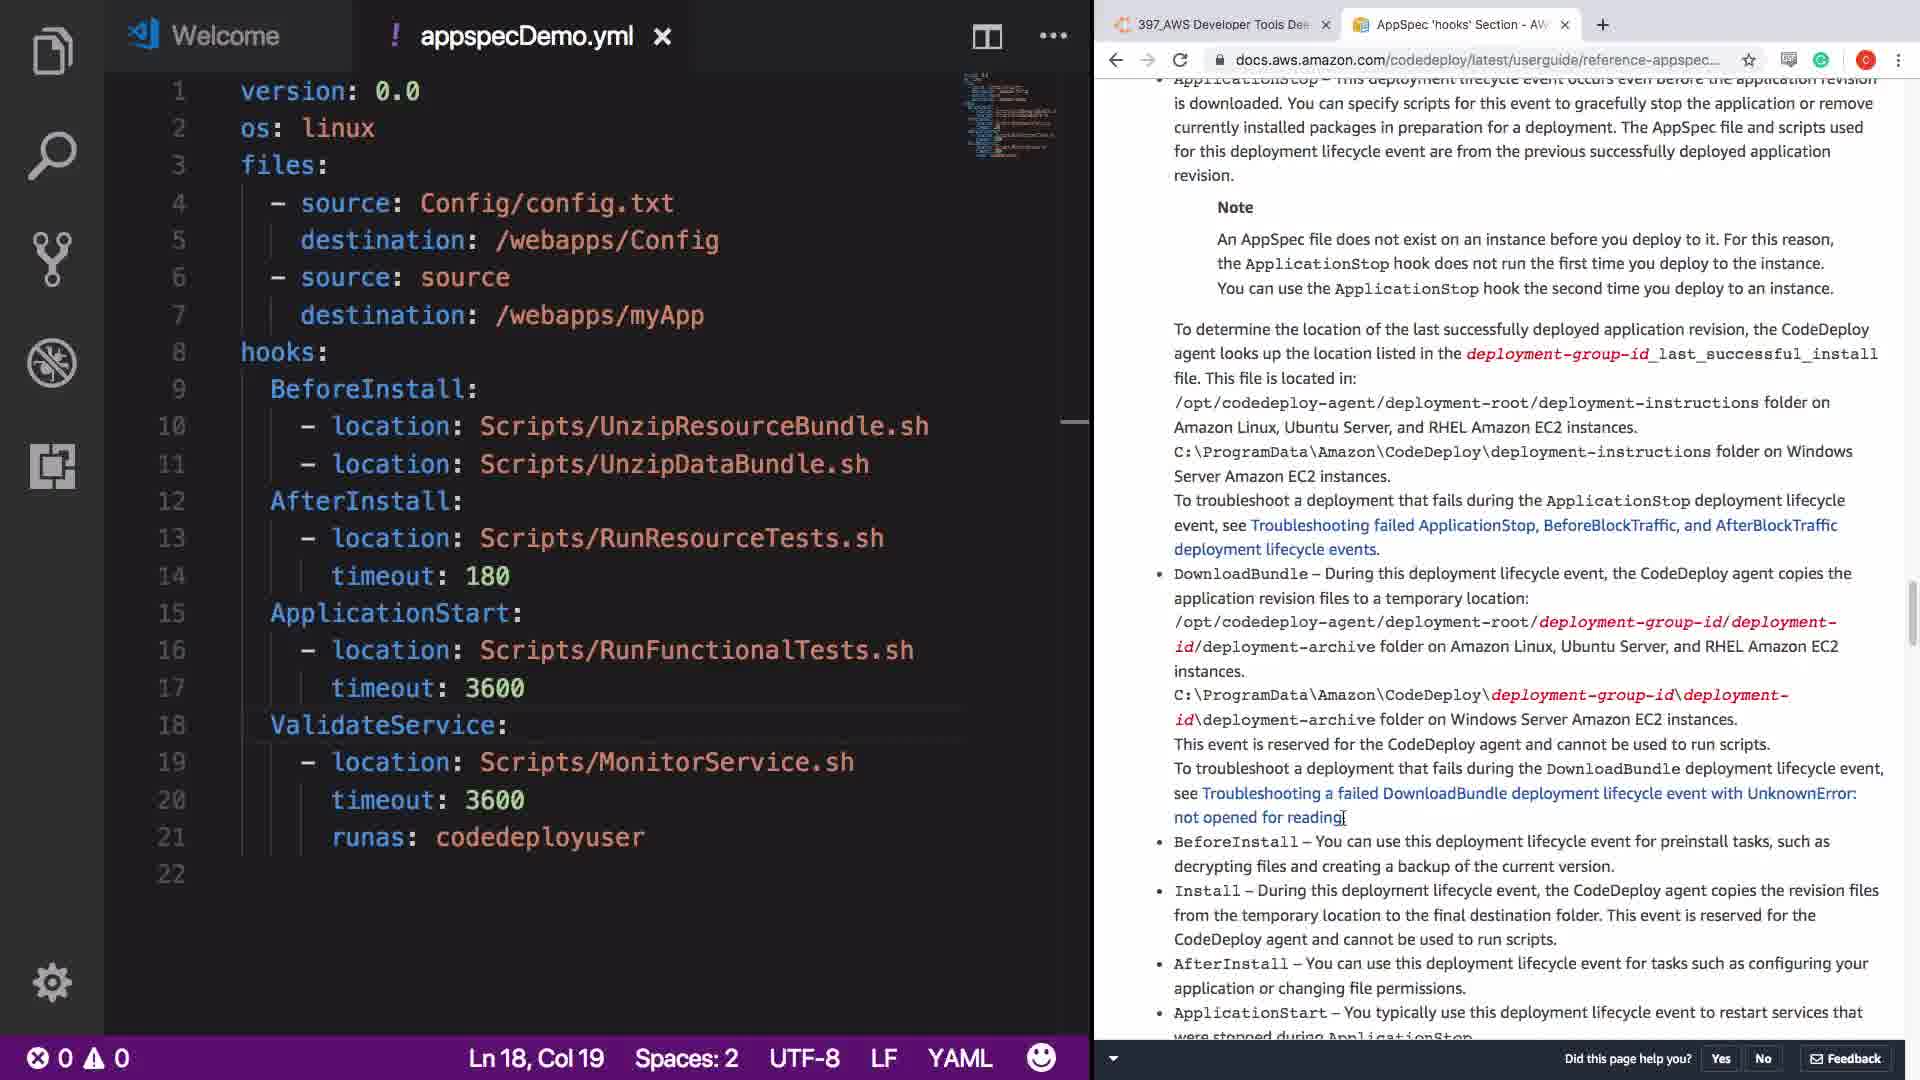 Welcome
! appspecDemo.yml ×
1 version: 0.0
2 os: linux
3 files:
4 - source: Config/config.txt
5 destination: /webapps/Config
6 - source: source
7 destination: /webapps/myApp
8 hooks:
9 BeforeInstall:
10 - location: Scripts/UnzipResourceBundle.sh
11 - location: Scripts/UnzipDataBundle.sh
12 AfterInstall:
13 - location: Scripts/RunResourceTests.sh
14 timeout: 180
15 ApplicationStart:
16 - location: Scripts/RunFunctionalTests.sh
17 timeout: 3600
18 ValidateService:
19 - location: Scripts/MonitorService.sh
20 timeout: 3600
21 runas: codedeployuser
22
0 0
Ln 18, Col 19 Spaces: 2 UTF-8 LF YAML
397_AWS Developer Tools Dee
AppSpec 'hooks' Section - AW
docs.aws.amazon.com/codedeploy/latest/userguide/reference-appspec...
C
ApplicationStop – This deployment lifecycle event occurs even before the application revision
is downloaded. You can specify scripts for this event to gracefully stop the application or remove
currently installed packages in preparation for a deployment. The AppSpec file and scripts used
for this deployment lifecycle event are from the previous successfully deployed application
revision.
Note
An AppSpec file does not exist on an instance before you deploy to it. For this reason,
the ApplicationStop hook does not run the first time you deploy to the instance.
You can use the ApplicationStop hook the second time you deploy to an instance.
To determine the location of the last successfully deployed application revision, the CodeDeploy
agent looks up the location listed in the deployment-group-id_last_successful_install
file. This file is located in:
/opt/codedeploy-agent/deployment-root/deployment-instructions folder on
Amazon Linux, Ubuntu Server, and RHEL Amazon EC2 instances.
C:\ProgramData\Amazon\CodeDeploy\deployment-instructions folder on Windows
Server Amazon EC2 instances.
To troubleshoot a deployment that fails during the ApplicationStop deployment lifecycle
event, see Troubleshooting failed ApplicationStop, BeforeBlockTraffic, and AfterBlockTraffic
deployment lifecycle events.
• DownloadBundle – During this deployment lifecycle event, the CodeDeploy agent copies the
application revision files to a temporary location:
/opt/codedeploy-agent/deployment-root/deployment-group-id/deployment-
id/deployment-archive folder on Amazon Linux, Ubuntu Server, and RHEL Amazon EC2
instances.
C:\ProgramData\Amazon\CodeDeploy\deployment-group-id\deployment-
id\deployment-archive folder on Windows Server Amazon EC2 instances.
This event is reserved for the CodeDeploy agent and cannot be used to run scripts.
To troubleshoot a deployment that fails during the DownloadBundle deployment lifecycle event,
see Troubleshooting a failed DownloadBundle deployment lifecycle event with UnknownError:
not opened for reading.
• BeforeInstall – You can use this deployment lifecycle event for preinstall tasks, such as
decrypting files and creating a backup of the current version.
• Install – During this deployment lifecycle event, the CodeDeploy agent copies the revision files
from the temporary location to the final destination folder. This event is reserved for the
CodeDeploy agent and cannot be used to run scripts.
• AfterInstall – You can use this deployment lifecycle event for tasks such as configuring your
application or changing file permissions.
• ApplicationStart – You typically use this deployment lifecycle event to restart services that
were stopped during ApplicationStop
Did this page help you? Yes No Feedback